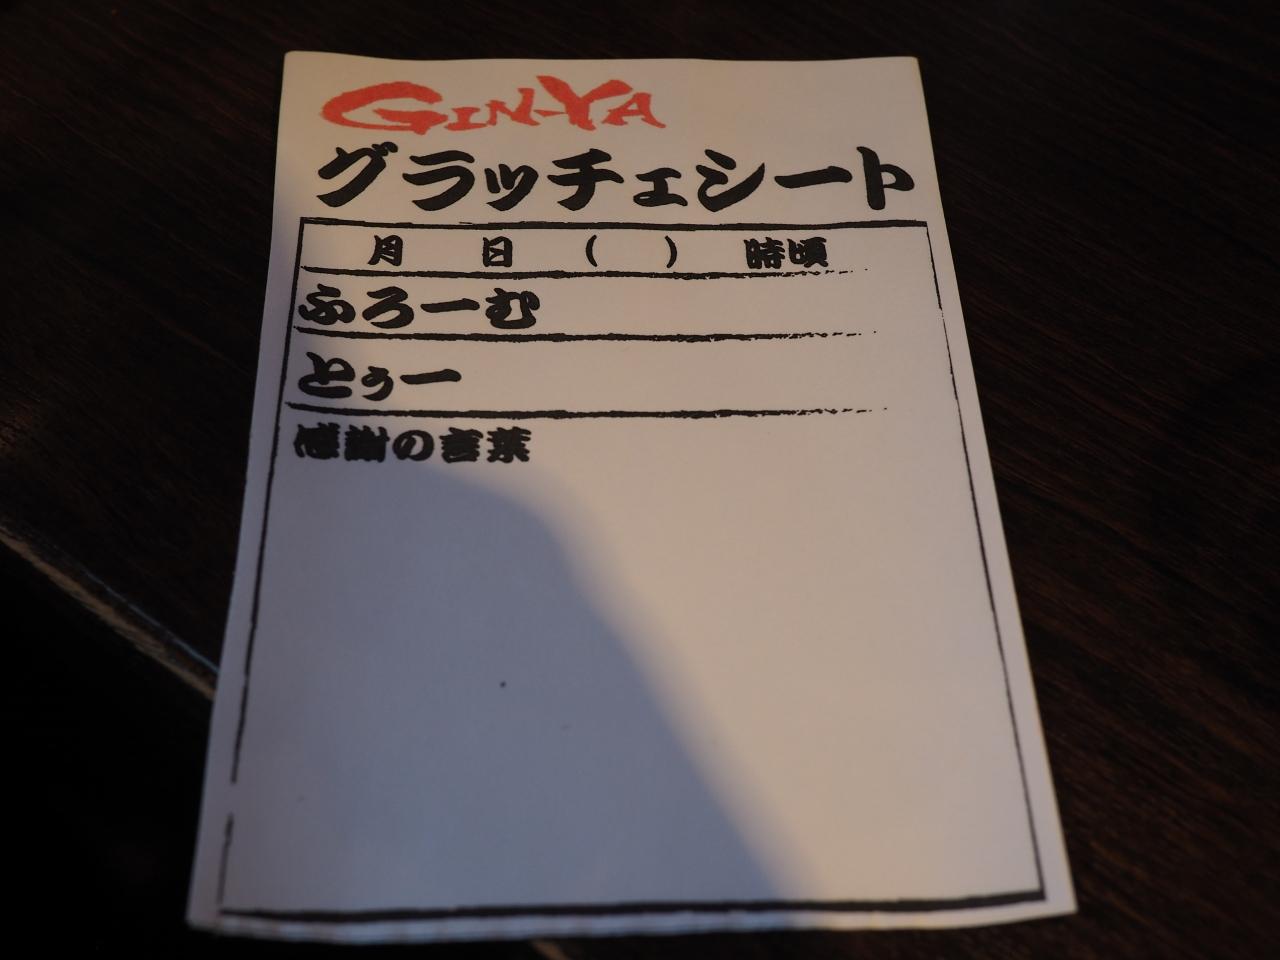 GIN-YA
グラッチェシート
月 日 ( ) 時頃
ふろーむ
とぅー
感謝の言葉